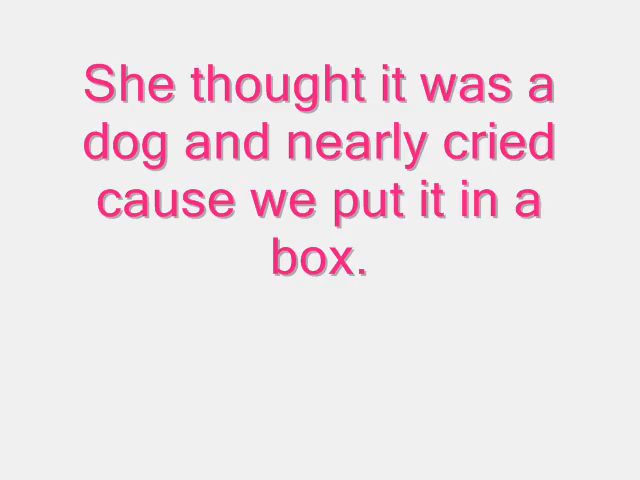 She thought it was a
dog and nearly cried
cause we put it in a
box.